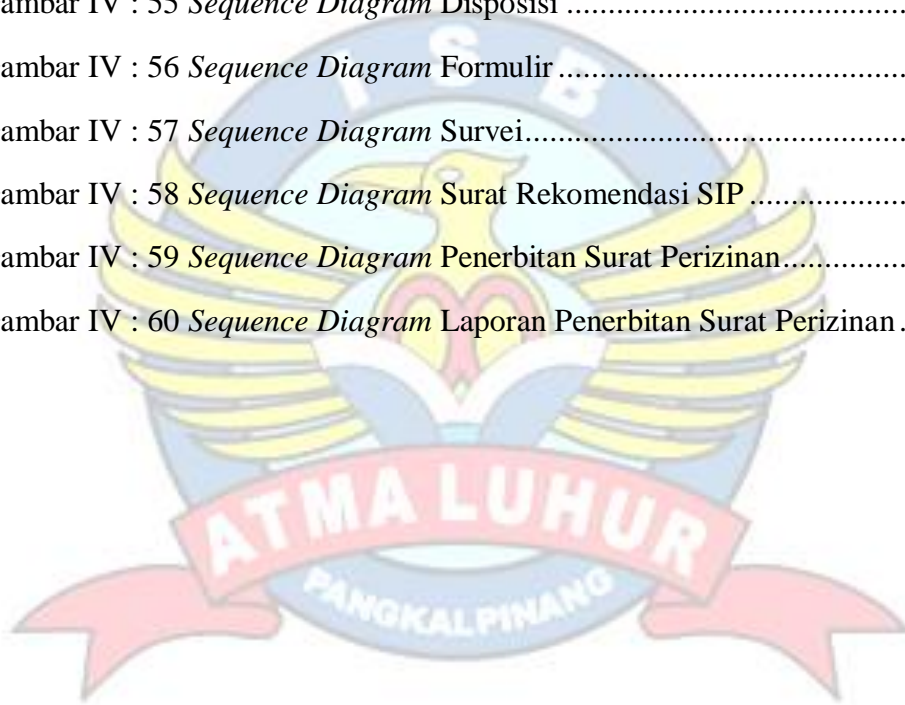 ambar IV : 55 Sequence Diagram Disposisi ........................................
ambar IV : 56 Sequence Diagram Formulir ..........................................
ambar IV : 57 Sequence Diagram Survei..............................................
ambar IV : 58 Sequence Diagram Surat Rekomendasi SIP ...................
ambar IV : 59 Sequence Diagram Penerbitan Surat Perizinan...............
ambar IV : 60 Sequence Diagram Laporan Penerbitan Surat Perizinan .
I S B
ATMA LUHUR
PANGKALPINANG